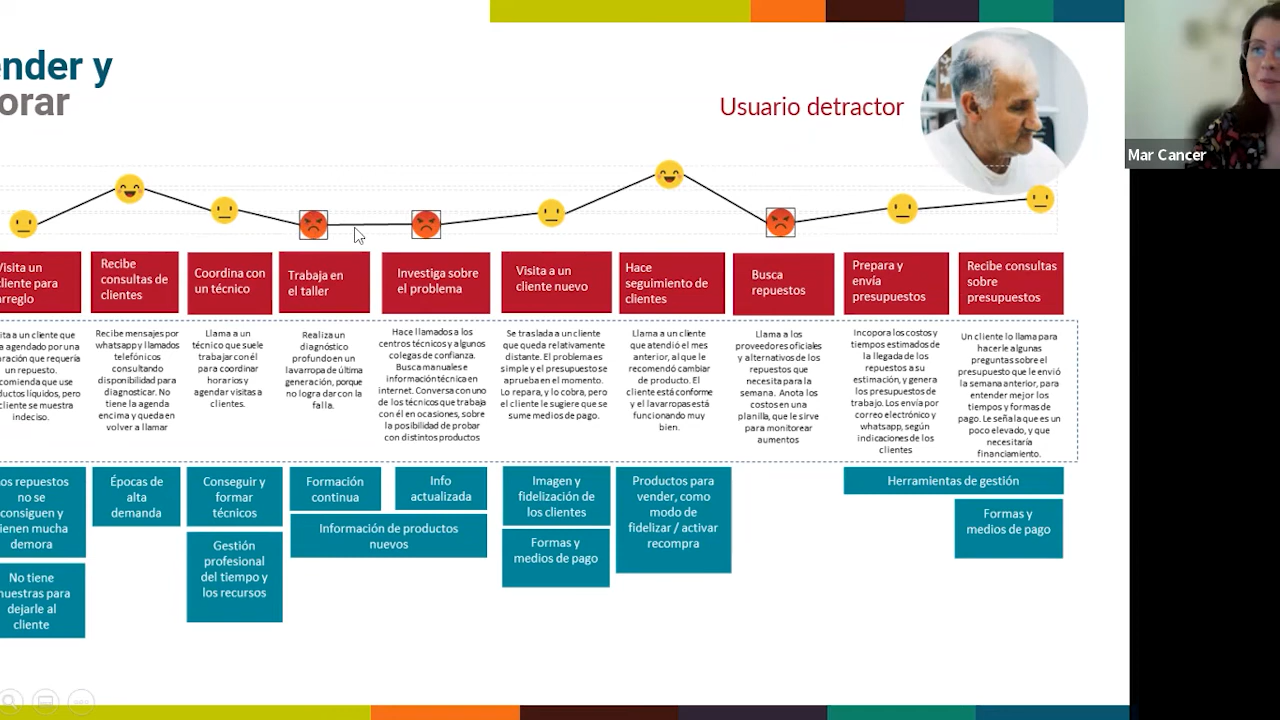 ender y
orar
Usuario detractor
Mar Cancer
Visita un
cliente para
arreglo
Recibe
consultas de
clientes
Coordina con
un técnico
Trabaja en
el taller
Investiga sobre
el problema
Visita a un
cliente nuevo
Hace
seguimiento de
clientes
Busca
repuestos
Prepara y
envía
presupuestos
Recibe consultas
sobre
presupuestos
ita a un cliente que
a agendado por una
aración que requería
un repuesto.
comienda que use
ductos líquidos, pero
cliente se muestra
indeciso.
Recibe mensajes por
whatsapp y llamados
telefónicos
consultando
disponibilidad para
diagnosticar. No
tiene la agenda
encima y queda en
volver a llamar
Llama a un
técnico que suele
trabajar con él
para coordinar
horarios y
agendar visitas a
clientes.
Realiza un
diagnóstico
profundo en un
lavarropa de última
generación, porque
no logra dar con la
falla.
Hace llamados a los
centros técnicos y algunos
colegas de confianza.
Busca manuales e
información técnica en
internet. Conversa con uno
de los técnicos que trabaja
con él en ocasiones, sobre
la posibilidad de probar
con distintos productos
Se traslada a un cliente
que queda relativamente
distante. El problema es
simple y el presupuesto se
aprueba en el momento.
Lo repara, y lo cobra, pero
el cliente le sugiere que se
sume medios de pago.
Llama a un cliente
que atendió el mes
anterior, al que le
recomendó cambiar
de producto. El
cliente está conforme
y el lavarropas está
funcionando muy
bien.
Llama a los
proveedores oficiales
y alternativos de los
repuestos que
necesita para la
semana. Anota los
costos en una
planilla, que le sirve
para monitorear
aumentos
Incopora los costos y
tiempos estimados de
la llegada de los
repuestos a su
estimación, y genera
los presupuestos de
trabajo. Los envía por
correo electrónico y
whatsapp, según
indicaciones de los
clientes
Un cliente lo llama para
hacerle algunas
preguntas sobre el
presupuesto que le envió
la semana anterior, para
entender mejor los
tiempos y formas de
pago. Le señala que es un
poco elevado, y que
necesitaría
financiamiento.
os repuestos
no se
consiguen y
ienen mucha
demora
No tiene
muestras para
dejarle al
cliente
Épocas de
alta
demanda
Conseguir y
formar
técnicos
Gestión
profesional
del tiempo y
los recursos
Formación
continua
Info
actualizada
Información de productos
nuevos
Imagen y
fidelización de
los clientes
Formas y
medios de pago
Productos para
vender, como
modo de
fidelizar / activar
recompra
Herramientas de gestión
Formas y
medios de pago